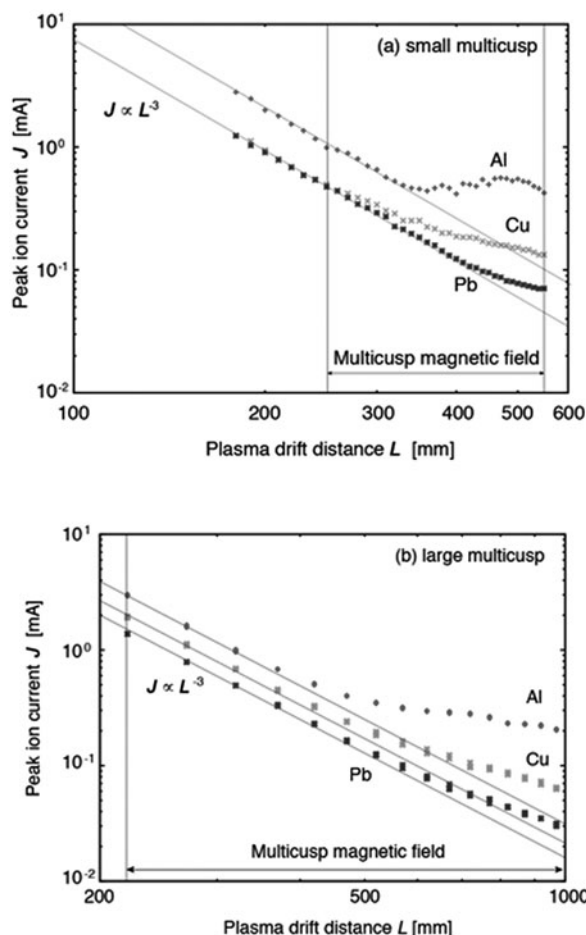 10¹
(a) small multicusp
J ∝ L⁻³
10⁰
Al
Cu
10⁻¹
Pb
Multicusp magnetic field
10⁻²
100 200 300 400 500 600
Peak ion current J [mA]
Plasma drift distance L [mm]
10¹
(b) large multicusp
10⁰
J ∝ L⁻³
Al
10⁻¹
Cu
Pb
Multicusp magnetic field
10⁻²
200 500 1000
Peak ion current J [mA]
Plasma drift distance L [mm]